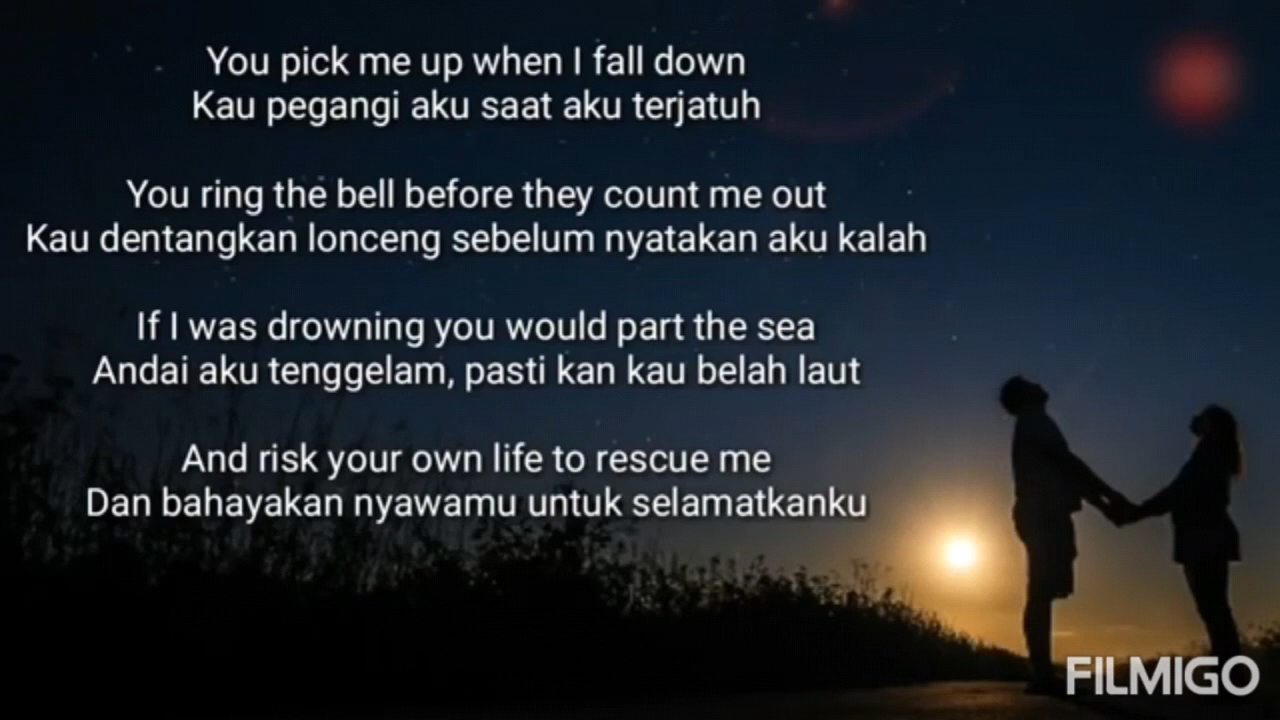 You pick me up when I fall down
Kau pegangi aku saat aku terjatuh
You ring the bell before they count me out
Kau dentangkan lonceng sebelum nyatakan aku kalah
If I was drowning you would part the sea
Andai aku tenggelam, pasti kan kau belah laut
And risk your own life to rescue me
Dan bahayakan nyawamu untuk selamatkanku
FILMIGO